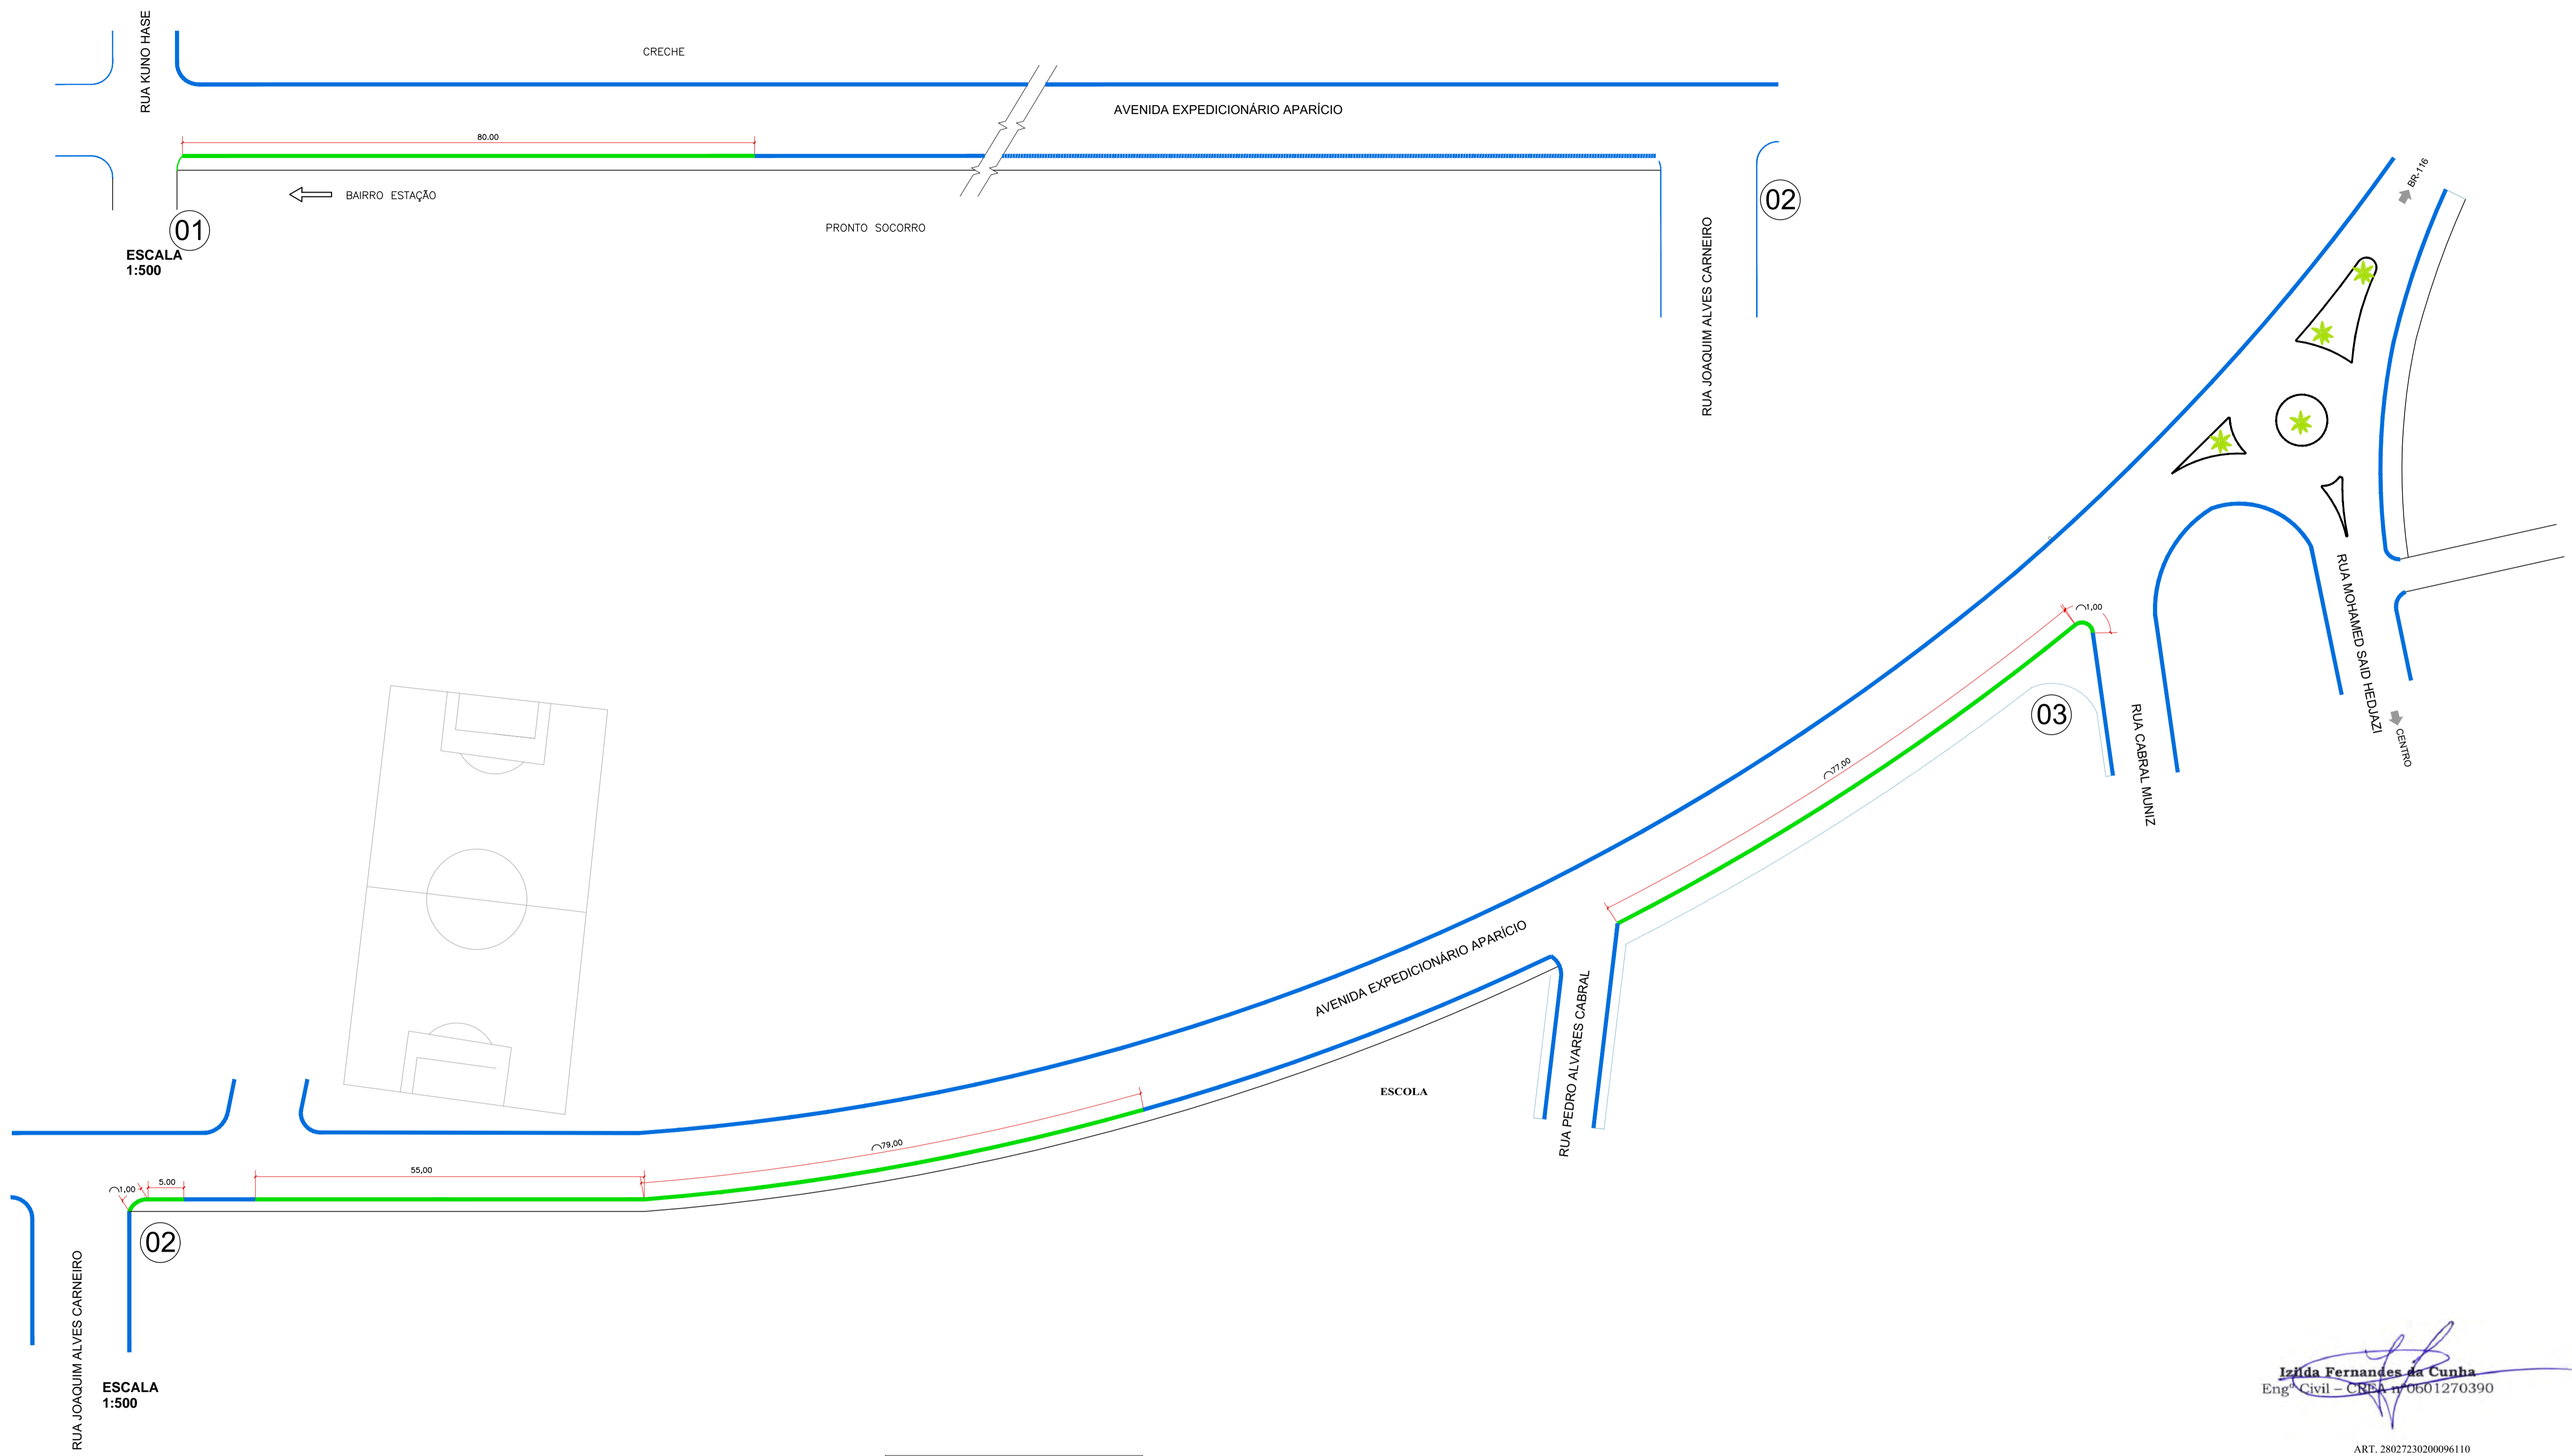 RUA KUNO HASE
CRECHE
AVENIDA EXPEDICIONÁRIO APARÍCIO
80.00
BAIRRO ESTAÇÃO
01
PRONTO SOCORRO
02
ESCALA
1:500
RUA JOAQUIM ALVES CARNEIRO
BR-116
1,00
RUA MOHAMED SAID HEDJAZI
03
RUA CABRAL MUNIZ
CENTRO
77,00
AVENIDA EXPEDICIONÁRIO APARÍCIO
RUA PEDRO ALVARES CABRAL
ESCOLA
79,00
55,00
5.00
1,00
02
RUA JOAQUIM ALVES CARNEIRO
ESCALA
1:500
Izilda Fernandes da Cunha
Engª Civil – CREA nº 0601270390
ART. 28027230200096110